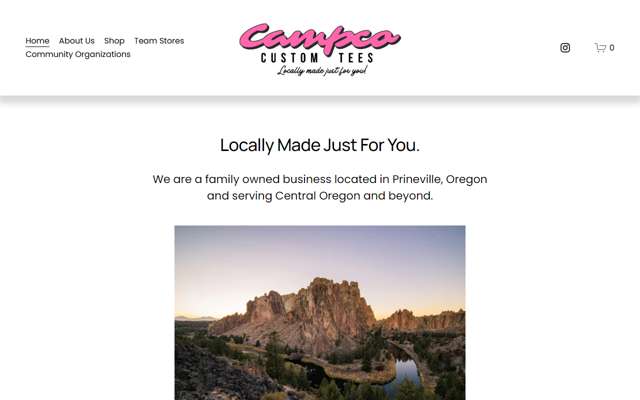 Home About Us Shop Team Stores
Community Organizations
Campco
CUSTOM TEES
Locally made just for you!
0
Locally Made Just For You.
We are a family owned business located in Prineville, Oregon
and serving Central Oregon and beyond.